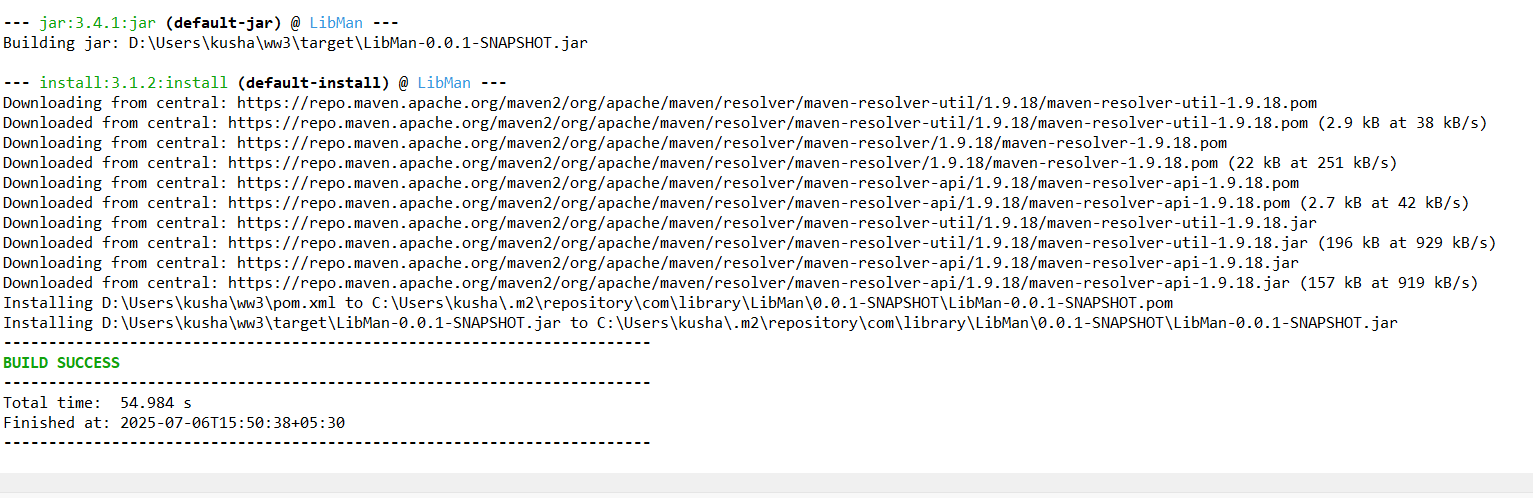 --- jar:3.4.1:jar (default-jar) @ LibMan ---
Building jar: D:\Users\kusha\ww3\target\LibMan-0.0.1-SNAPSHOT.jar
--- install:3.1.2:install (default-install) @ LibMan ---
Downloading from central: https://repo.maven.apache.org/maven2/org/apache/maven/resolver/maven-resolver-util/1.9.18/maven-resolver-util-1.9.18.pom
Downloaded from central: https://repo.maven.apache.org/maven2/org/apache/maven/resolver/maven-resolver-util/1.9.18/maven-resolver-util-1.9.18.pom (2.9 kB at 38 kB/s)
Downloading from central: https://repo.maven.apache.org/maven2/org/apache/maven/resolver/maven-resolver/1.9.18/maven-resolver-1.9.18.pom
Downloaded from central: https://repo.maven.apache.org/maven2/org/apache/maven/resolver/maven-resolver/1.9.18/maven-resolver-1.9.18.pom (22 kB at 251 kB/s)
Downloading from central: https://repo.maven.apache.org/maven2/org/apache/maven/resolver/maven-resolver-api/1.9.18/maven-resolver-api-1.9.18.pom
Downloaded from central: https://repo.maven.apache.org/maven2/org/apache/maven/resolver/maven-resolver-api/1.9.18/maven-resolver-api-1.9.18.pom (2.7 kB at 42 kB/s)
Downloading from central: https://repo.maven.apache.org/maven2/org/apache/maven/resolver/maven-resolver-util/1.9.18/maven-resolver-util-1.9.18.jar
Downloaded from central: https://repo.maven.apache.org/maven2/org/apache/maven/resolver/maven-resolver-util/1.9.18/maven-resolver-util-1.9.18.jar (196 kB at 929 kB/s)
Downloading from central: https://repo.maven.apache.org/maven2/org/apache/maven/resolver/maven-resolver-api/1.9.18/maven-resolver-api-1.9.18.jar
Downloaded from central: https://repo.maven.apache.org/maven2/org/apache/maven/resolver/maven-resolver-api/1.9.18/maven-resolver-api-1.9.18.jar (157 kB at 919 kB/s)
Installing D:\Users\kusha\ww3\pom.xml to C:\Users\kusha\.m2\repository\com\library\LibMan\0.0.1-SNAPSHOT\LibMan-0.0.1-SNAPSHOT.pom
Installing D:\Users\kusha\ww3\target\LibMan-0.0.1-SNAPSHOT.jar to C:\Users\kusha\.m2\repository\com\library\LibMan\0.0.1-SNAPSHOT\LibMan-0.0.1-SNAPSHOT.jar
------------------------------------------------------------------------
BUILD SUCCESS
------------------------------------------------------------------------
Total time:  54.984 s
Finished at: 2025-07-06T15:50:38+05:30
------------------------------------------------------------------------